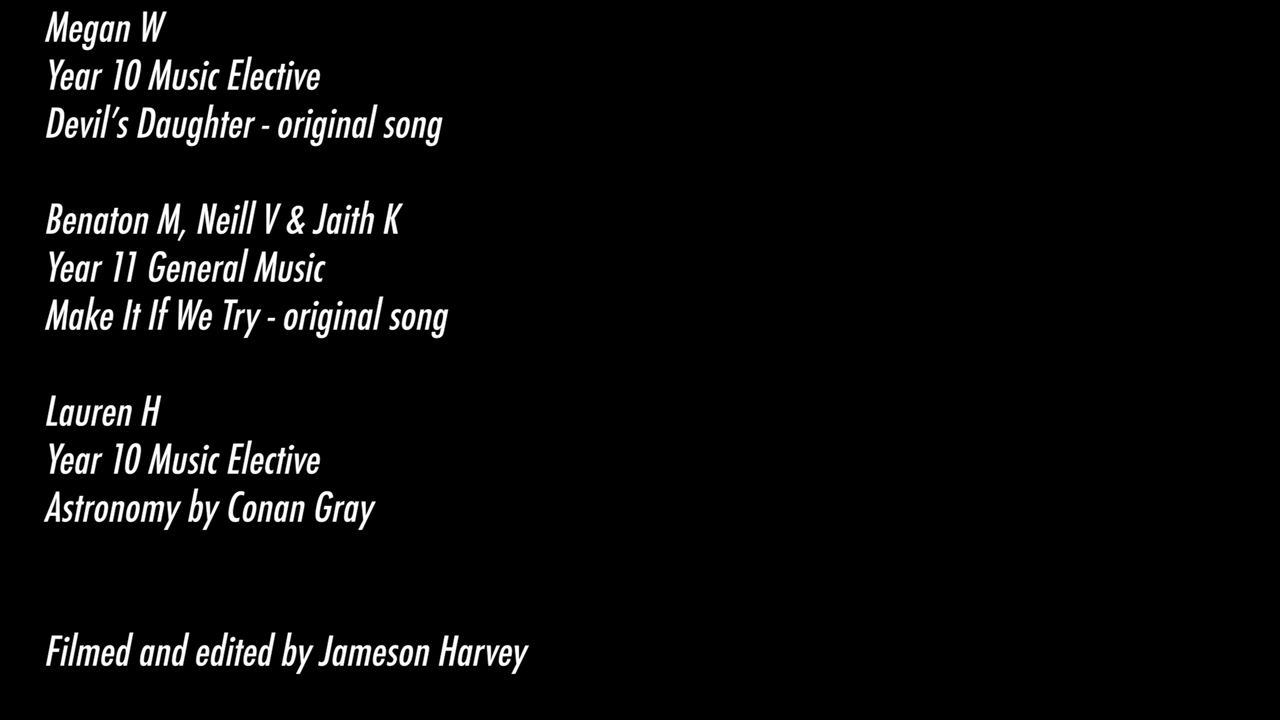 Megan W
Year 10 Music Elective
Devil's Daughter - original song
Benaton M, Neill V & Jaith K
Year 11 General Music
Make It If We Try - original song
Lauren H
Year 10 Music Elective
Astronomy by Conan Gray
Filmed and edited by Jameson Harvey